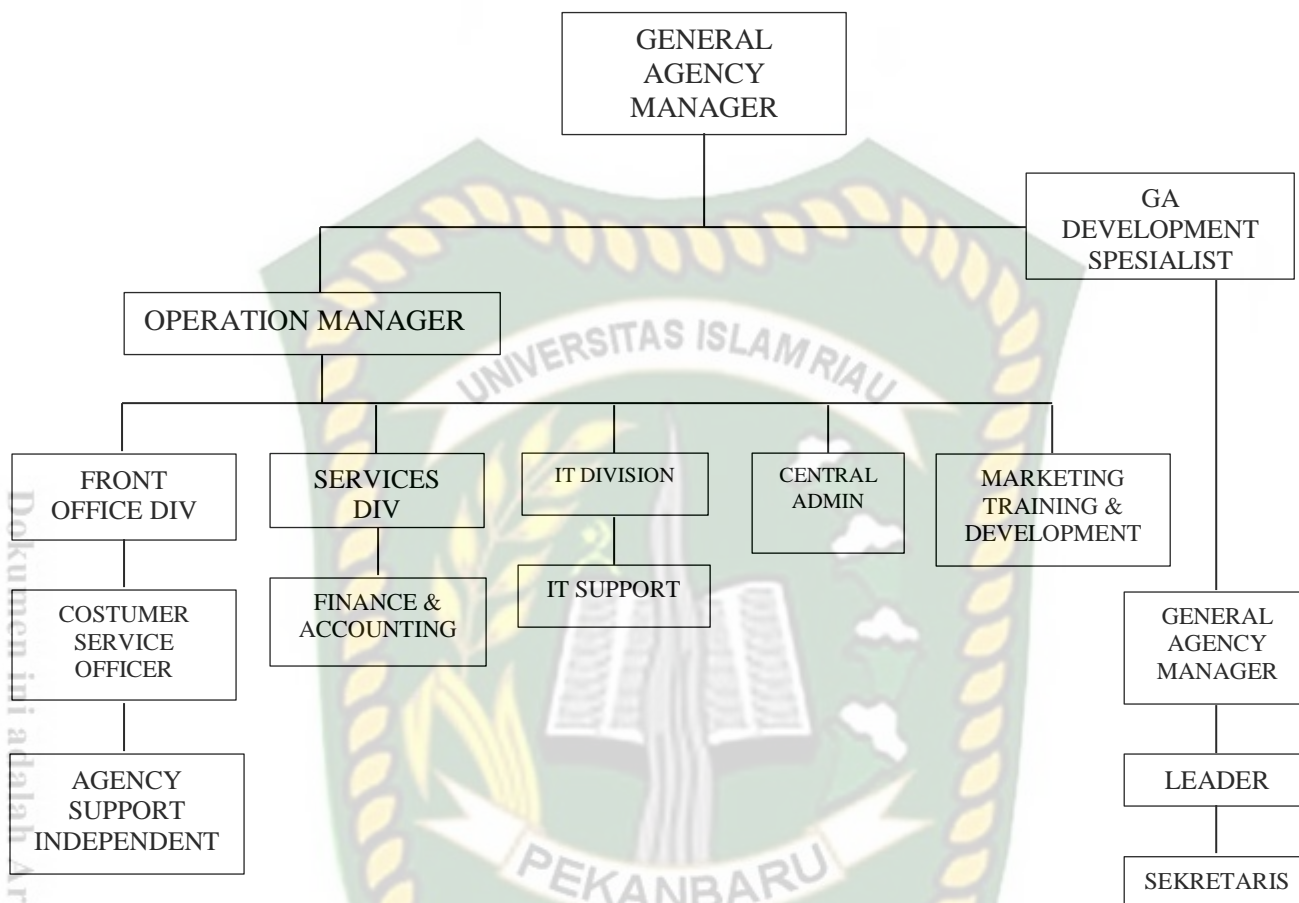 GENERAL
AGENCY
MANAGER
GA
DEVELOPMENT
SPESIALIST
OPERATION MANAGER
UNIVERSITAS ISLAM RIAU
FRONT
OFFICE DIV
SERVICES
DIV
IT DIVISION
CENTRAL
ADMIN
MARKETING
TRAINING &
DEVELOPMENT
COSTUMER
SERVICE
OFFICER
FINANCE &
ACCOUNTING
IT SUPPORT
GENERAL
AGENCY
MANAGER
AGENCY
SUPPORT
INDEPENDENT
LEADER
SEKRETARIS
PEKANBARU
Dokumen ini adalah Ar